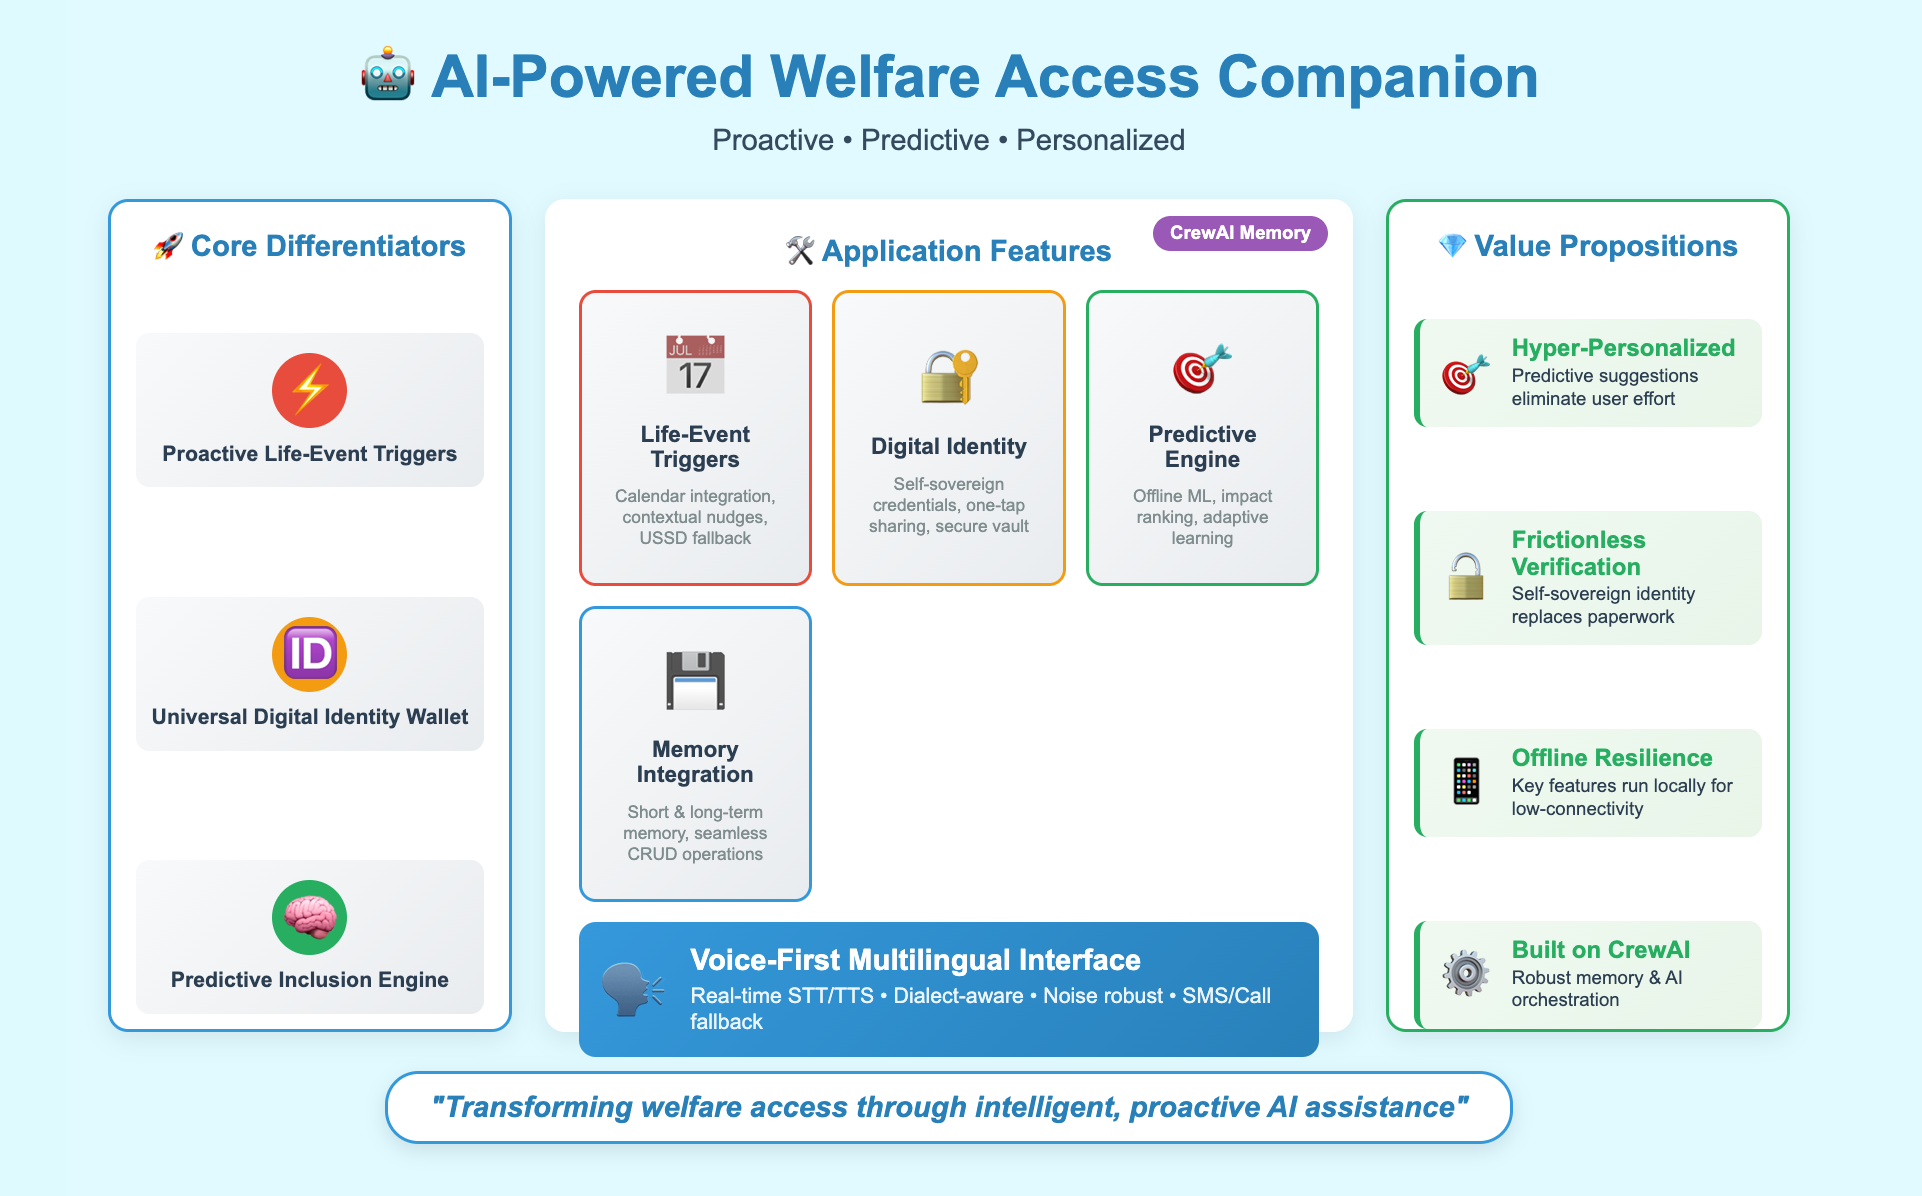 AI-Powered Welfare Access Companion
Proactive • Predictive • Personalized
Core Differentiators
Proactive Life-Event Triggers
ID
Universal Digital Identity Wallet
Predictive Inclusion Engine
CrewAI Memory
Application Features
JUL
17
Life-Event
Triggers
Calendar integration,
contextual nudges,
USSD fallback
Digital Identity
Self-sovereign
credentials, one-tap
sharing, secure vault
Predictive
Engine
Offline ML, impact
ranking, adaptive
learning
Memory
Integration
Short & long-term
memory, seamless
CRUD operations
Voice-First Multilingual Interface
Real-time STT/TTS • Dialect-aware • Noise robust • SMS/Call
fallback
Value Propositions
Hyper-Personalized
Predictive suggestions
eliminate user effort
Frictionless
Verification
Self-sovereign identity
replaces paperwork
Offline Resilience
Key features run locally for
low-connectivity
Built on CrewAI
Robust memory & AI
orchestration
"Transforming welfare access through intelligent, proactive AI assistance"